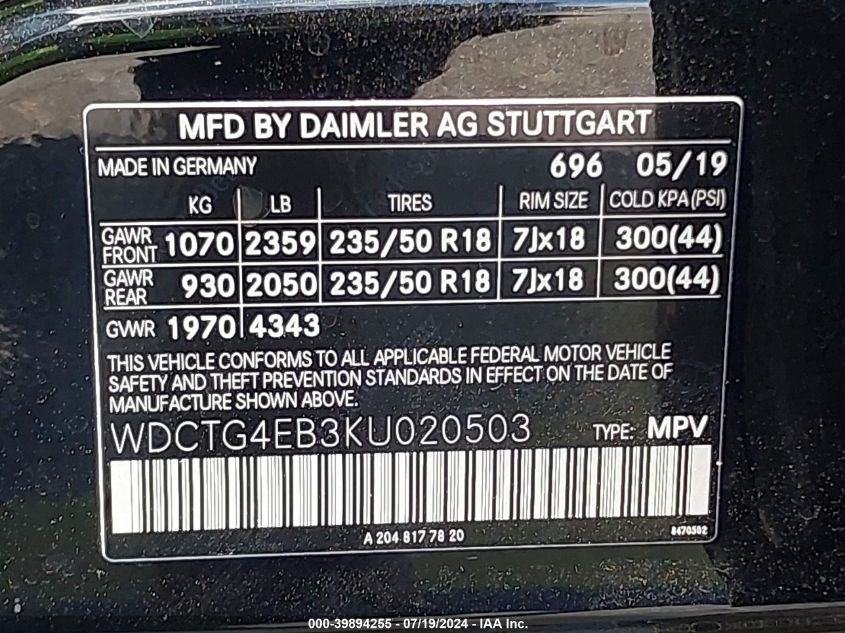 MFD BY DAIMLER AG STUTTGART
MADE IN GERMANY 696 05/19
KG LB TIRES RIM SIZE COLD KPA (PSI)
GAWR FRONT 1070 2359 235/50 R18 7Jx18 300(44)
GAWR REAR 930 2050 235/50 R18 7Jx18 300(44)
GVWR 1970 4343
THIS VEHICLE CONFORMS TO ALL APPLICABLE FEDERAL MOTOR VEHICLE
SAFETY AND THEFT PREVENTION STANDARDS IN EFFECT ON THE DATE OF
MANUFACTURE SHOWN ABOVE.
WDCTG4EB3KU020503 TYPE: MPV
A 204 817 78 20 8470502
000-39894255 - 07/19/2024 - IAA Inc.